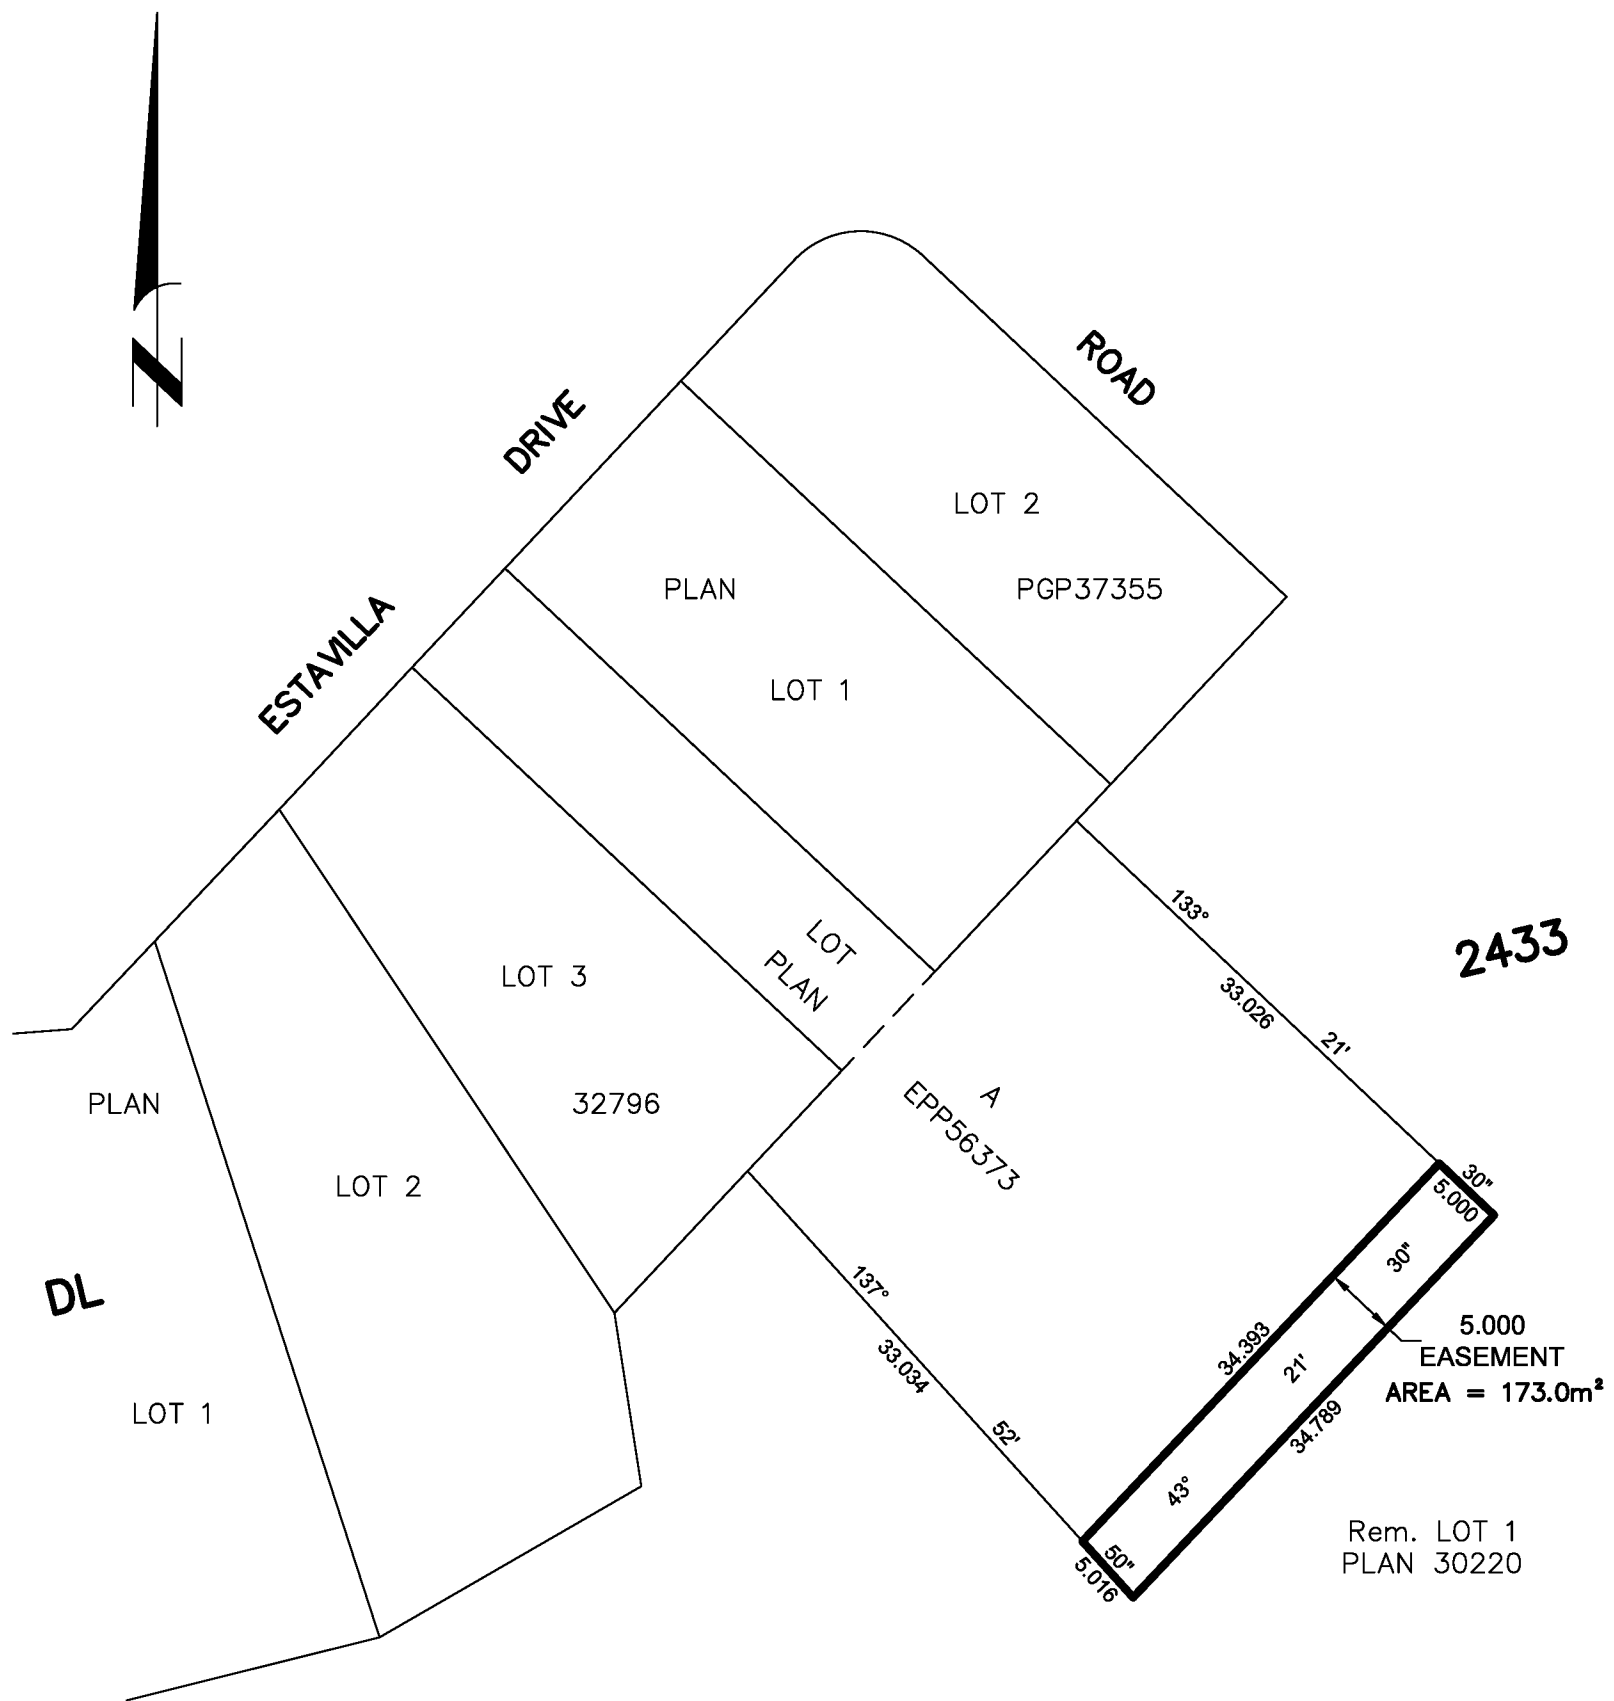 N
ROAD
DRIVE
ESTAVILLA
LOT 2
PLAN
PGP37355
LOT 1
133°
33.026
21'
30"
5.000
2433
LOT
PLAN
LOT 3
32796
A
EPP56373
PLAN
LOT 2
DL
LOT 1
137°
33.034
52'
50"
5.016
34.393
43°
21'
30"
34.789
5.000
EASEMENT
AREA = 173.0m²
Rem. LOT 1
PLAN 30220